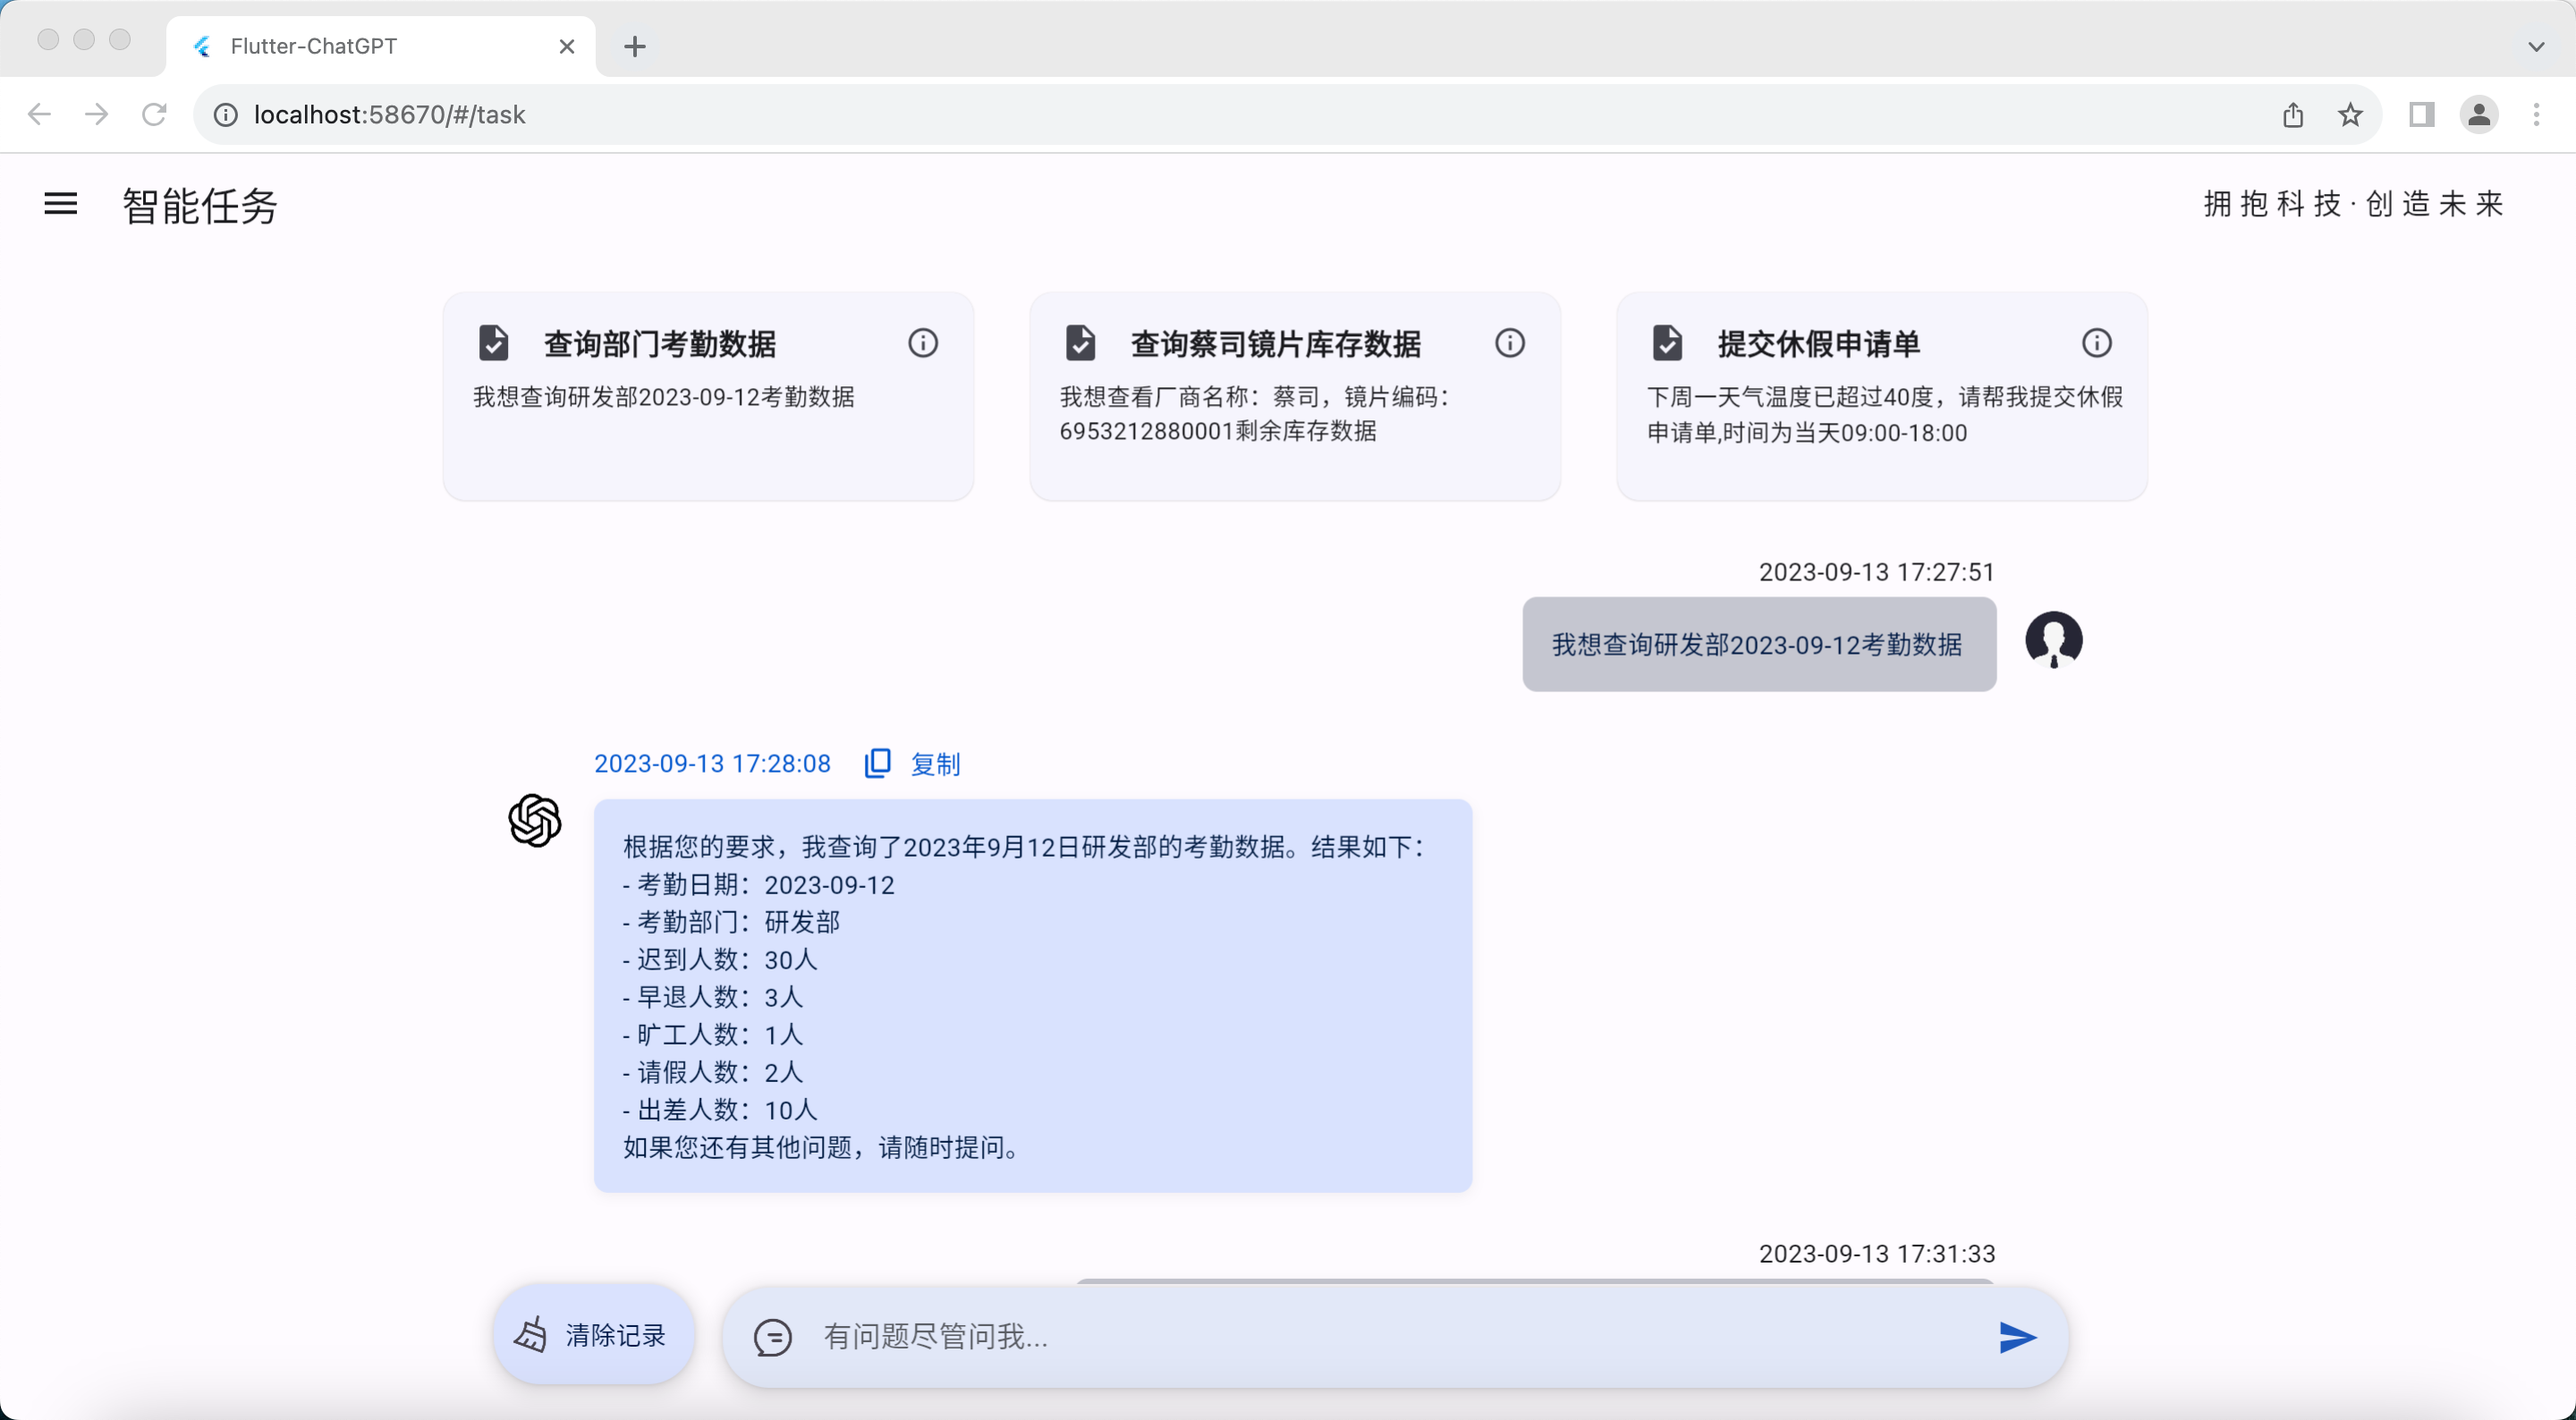 Flutter-ChatGPT
localhost:58670/#/task
智能任务
拥抱科技·创造未来
查询部门考勤数据
我想查询研发部2023-09-12考勤数据
查询蔡司镜片库存数据
我想查看厂商名称：蔡司，镜片编码：
6953212880001剩余库存数据
提交休假申请单
下周一天气温度已超过40度，请帮我提交休假
申请单,时间为当天09:00-18:00
2023-09-13 17:27:51
我想查询研发部2023-09-12考勤数据
2023-09-13 17:28:08 复制
根据您的要求，我查询了2023年9月12日研发部的考勤数据。结果如下：
- 考勤日期：2023-09-12
- 考勤部门：研发部
- 迟到人数：30人
- 早退人数：3人
- 旷工人数：1人
- 请假人数：2人
- 出差人数：10人
如果您还有其他问题，请随时提问。
2023-09-13 17:31:33
清除记录
有问题尽管问我...